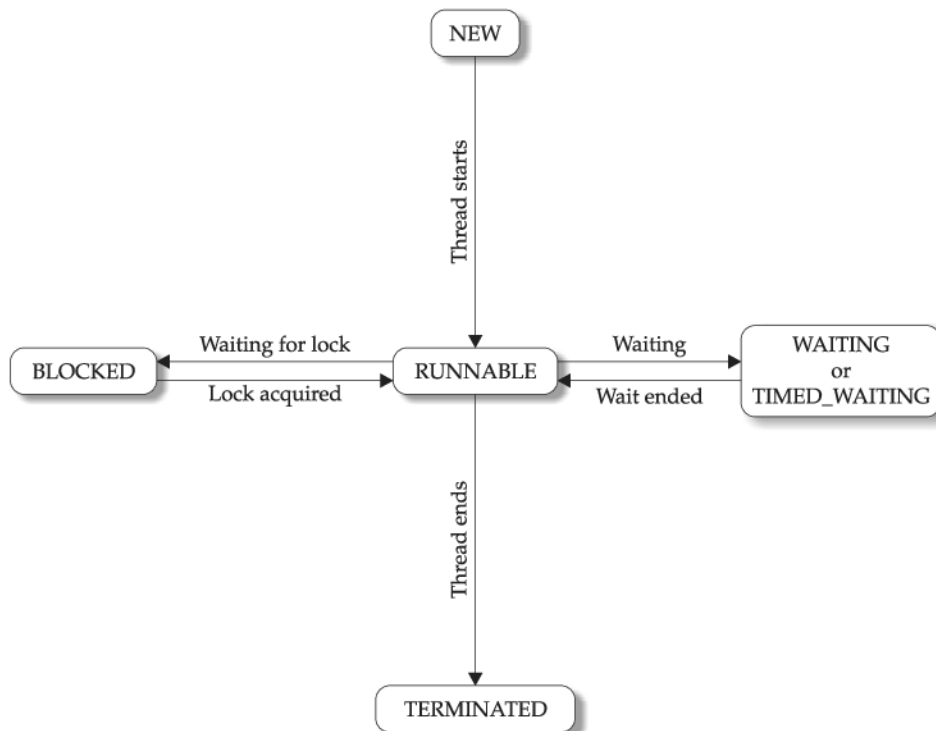 NEW
Thread starts
Waiting for lock
Waiting
BLOCKED
RUNNABLE
WAITING
or
TIMED_WAITING
Lock acquired
Wait ended
Thread ends
TERMINATED